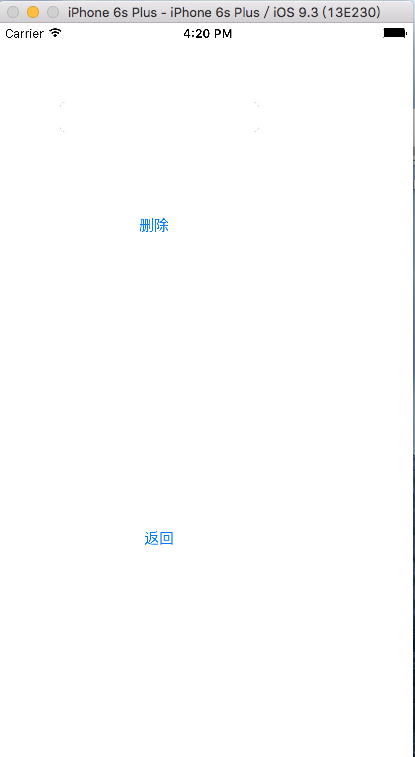 iPhone 6s Plus - iPhone 6s Plus / iOS 9.3 (13E230)
Carrier 4:20 PM
删除
返回